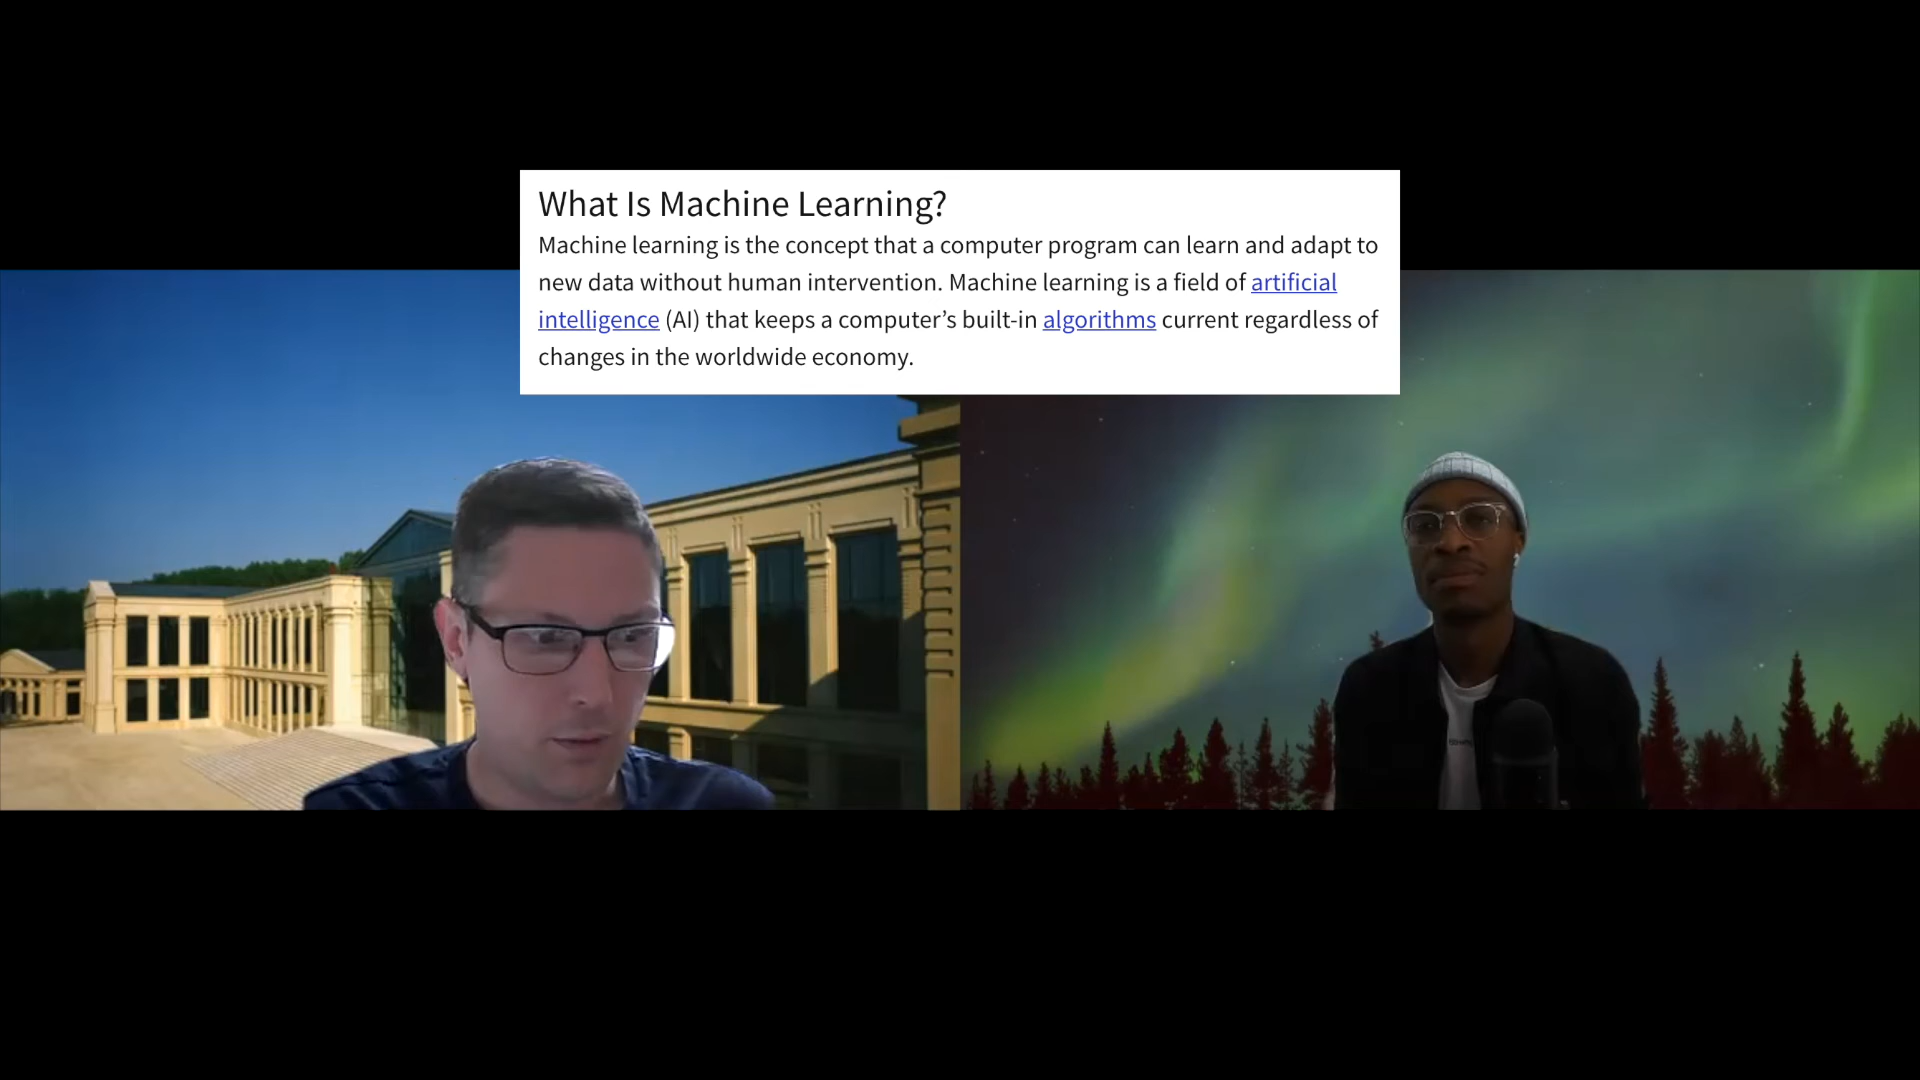 What Is Machine Learning?
Machine learning is the concept that a computer program can learn and adapt to
new data without human intervention. Machine learning is a field of artificial
intelligence (AI) that keeps a computer’s built-in algorithms current regardless of
changes in the worldwide economy.